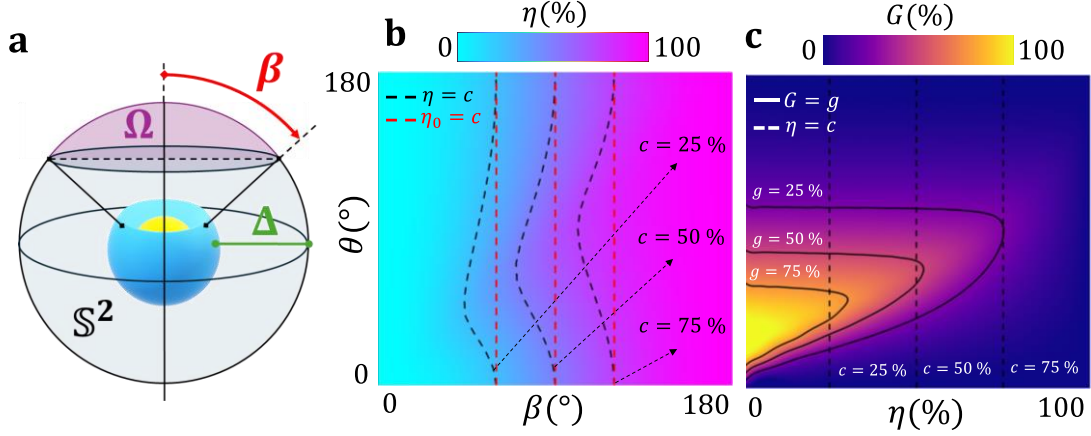 a
β
Ω
Δ
𝕊²
b
η(%)
0 100
180
η = c
η₀ = c
c = 25 %
c = 50 %
c = 75 %
θ(°)
0
0 β(°) 180
c
G(%)
0 100
G = g
η = c
g = 25 %
g = 50 %
g = 75 %
c = 25 % c = 50 % c = 75 %
0 η(%) 100